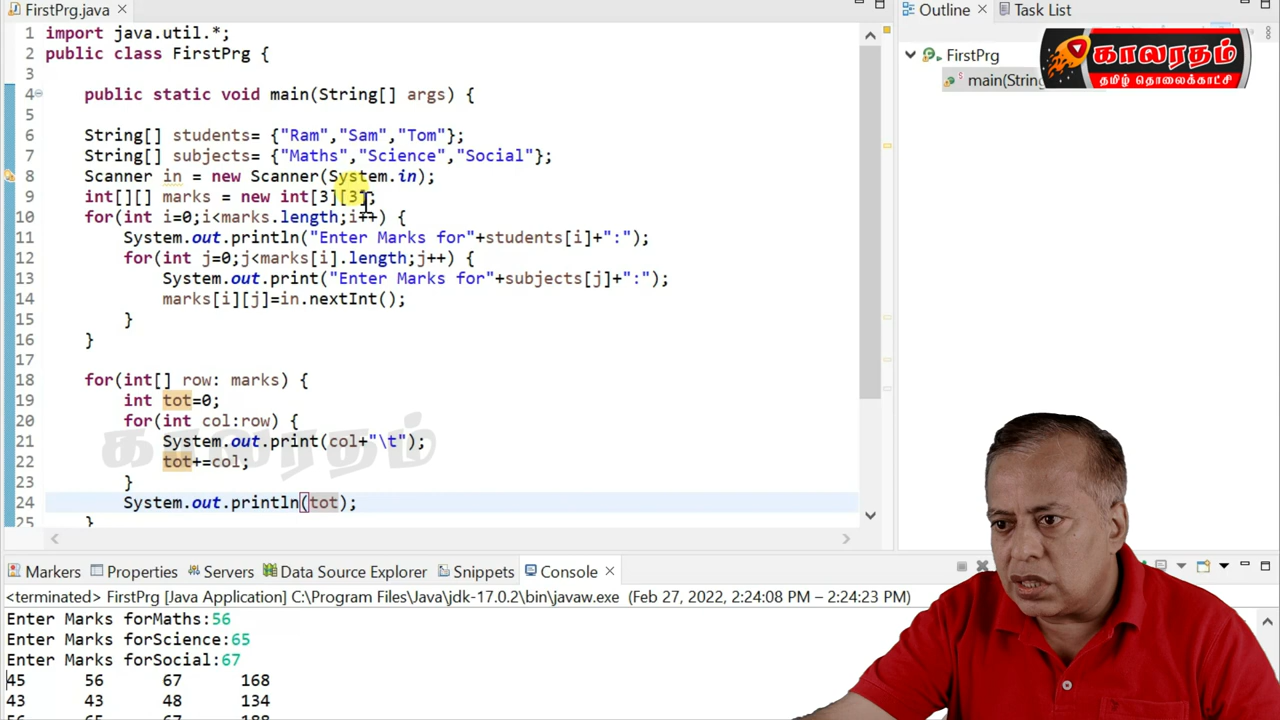 FirstPrg.java
Outline
Task List
1 import java.util.*;
2 public class FirstPrg {
3
4 public static void main(String[] args) {
5
6 String[] students= {"Ram","Sam","Tom"};
7 String[] subjects= {"Maths","Science","Social"};
8 Scanner in = new Scanner(System.in);
9 int[][] marks = new int[3][3];
10 for(int i=0;i<marks.length;i++) {
11 System.out.println("Enter Marks for"+students[i]+":");
12 for(int j=0;j<marks[i].length;j++) {
13 System.out.print("Enter Marks for"+subjects[j]+":");
14 marks[i][j]=in.nextInt();
15 }
16 }
17
18 for(int[] row: marks) {
19 int tot=0;
20 for(int col:row) {
21 System.out.print(col+"\t");
22 tot+=col;
23 }
24 System.out.println(tot);
25 }
FirstPrg
main(String
காலரதம்
தமிழ் தொலைக்காட்சி
காலரதம்
Markers Properties Servers Data Source Explorer Snippets Console
<terminated> FirstPrg [Java Application] C:\Program Files\Java\jdk-17.0.2\bin\javaw.exe (Feb 27, 2022, 2:24:08 PM – 2:24:23 PM)
Enter Marks forMaths:56
Enter Marks forScience:65
Enter Marks forSocial:67
45 56 67 168
43 43 48 134
56 65 67 188